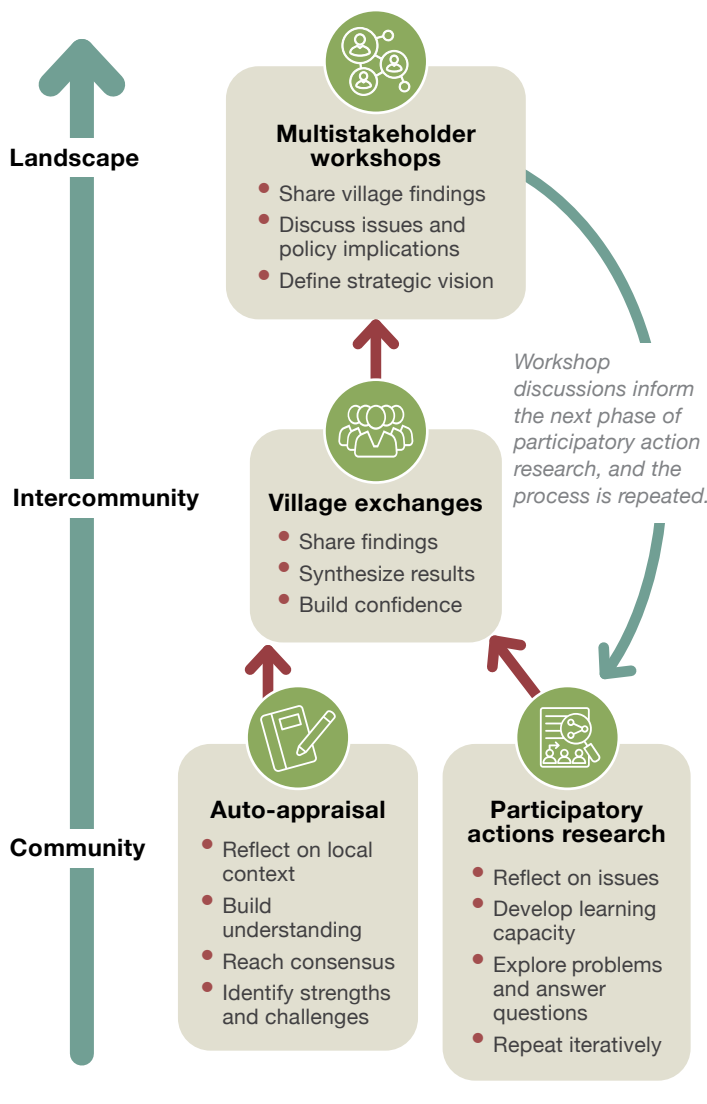 Landscape
Multistakeholder
workshops
Share village findings
Discuss issues and
policy implications
Define strategic vision
Workshop
discussions inform
the next phase of
participatory action
research, and the
process is repeated.
Intercommunity
Village exchanges
Share findings
Synthesize results
Build confidence
Community
Auto-appraisal
Reflect on local
context
Build
understanding
Reach consensus
Identify strengths
and challenges
Participatory
actions research
Reflect on issues
Develop learning
capacity
Explore problems
and answer
questions
Repeat iteratively